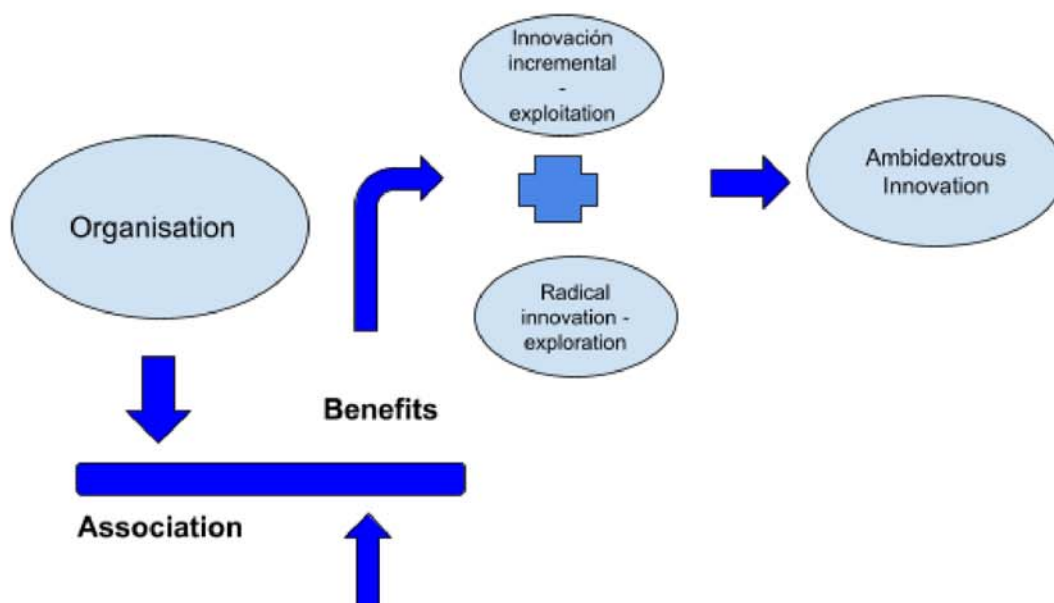 Innovación
incremental
-
exploitation
Organisation
Ambidextrous
Innovation
Radical
innovation -
exploration
Benefits
Association